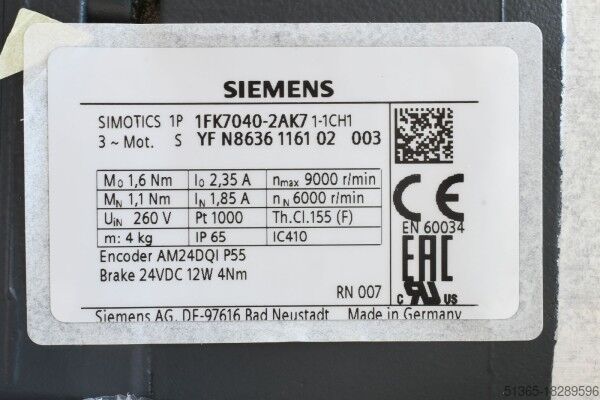 SIEMENS
SIMOTICS 1P 1FK7040-2AK7 1-1CH1
3 ~ Mot. S YF N8636 1161 02 003
M0 1,6 Nm I0 2,35 A nmax 9000 r/min
MN 1,1 Nm IN 1,85 A nN 6000 r/min
UiN 260 V Pt 1000 Th.Cl.155 (F)
m: 4 kg IP 65 IC410
Encoder AM24DQI P55
Brake 24VDC 12W 4Nm
CE
EN 60034
EAC
c RU US
RN 007
Siemens AG, DE-97616 Bad Neustadt Made in Germany
51365-18289596